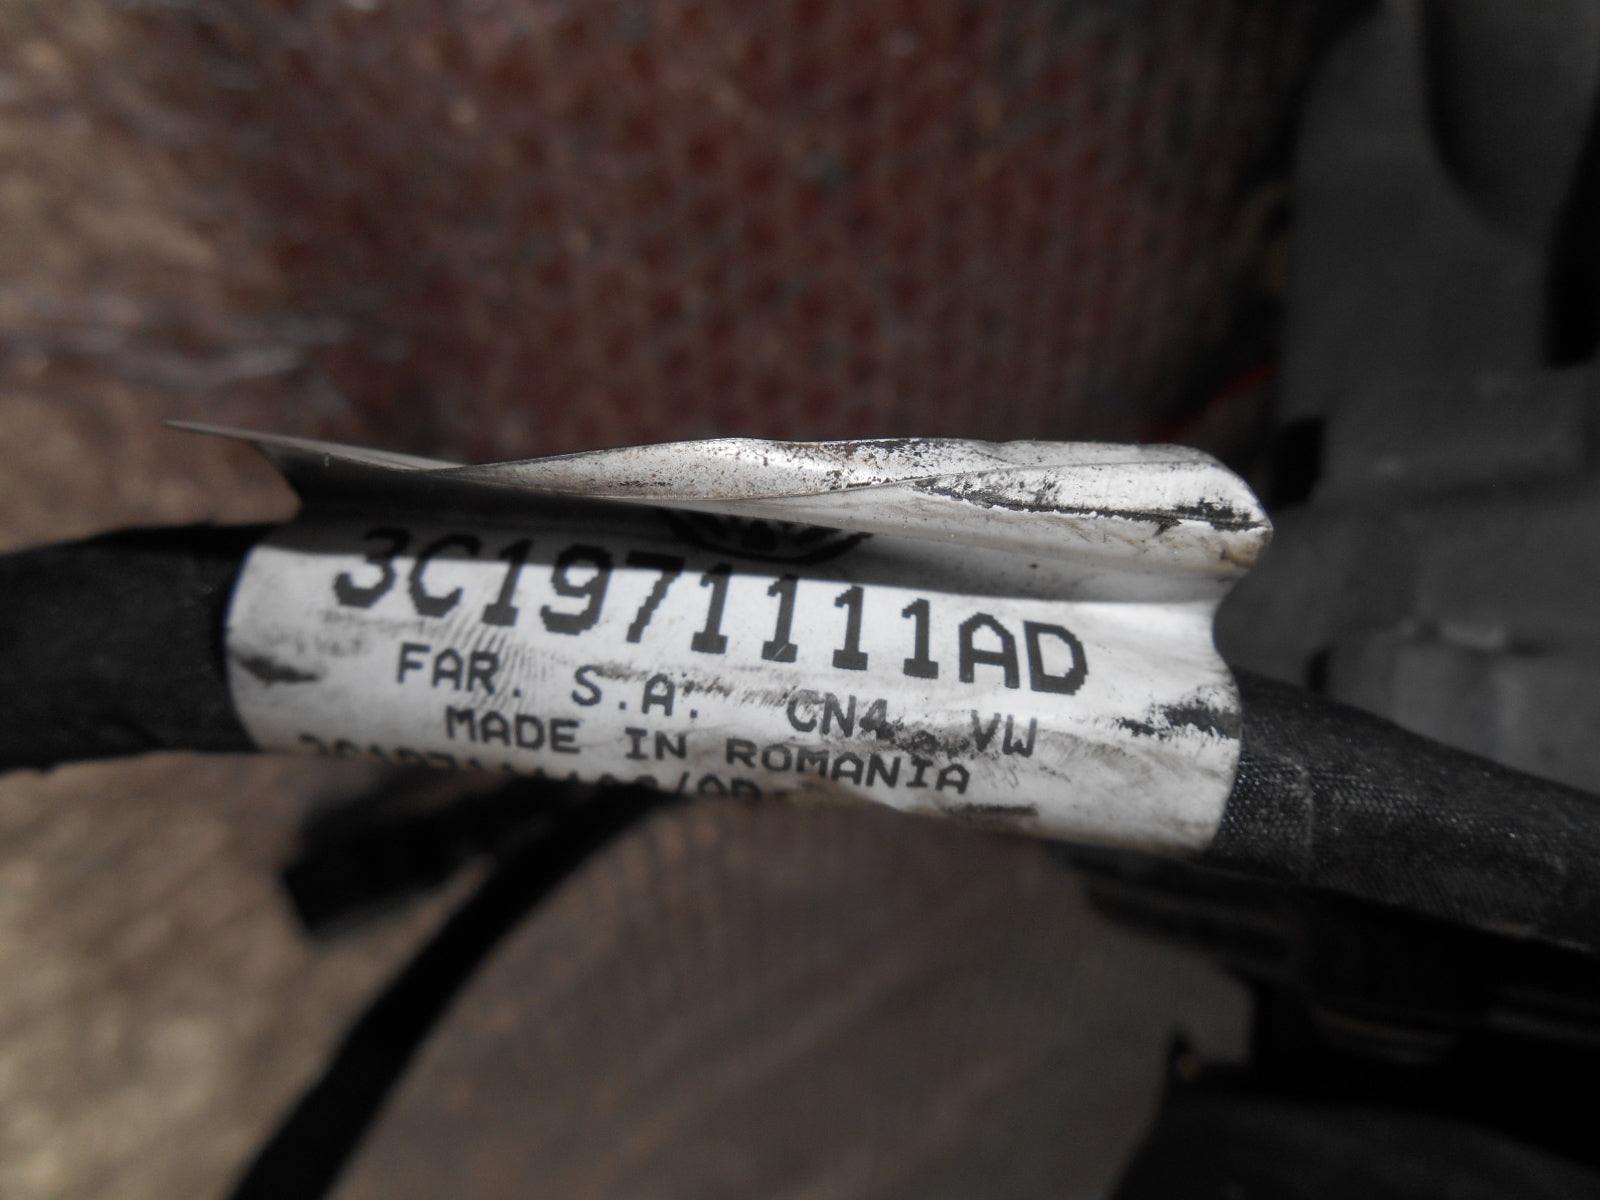 3C1971111AD
FAR. S.A. CN4 VW
MADE IN ROMANIA